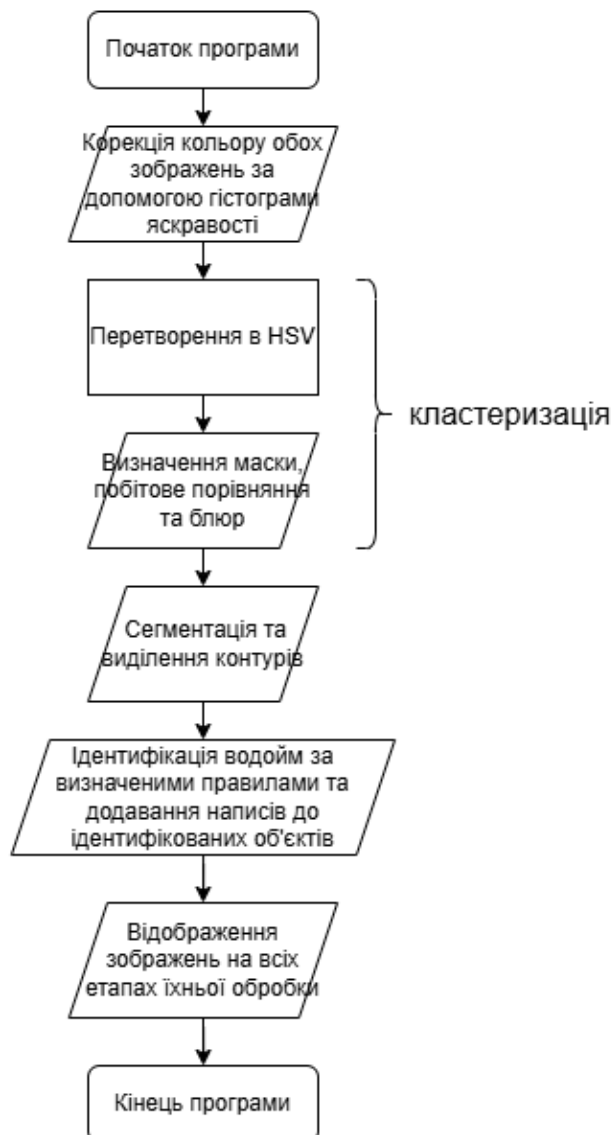 Початок програми
Корекція кольору обох
зображень за
допомогою гістограми
яскравості
Перетворення в HSV
кластеризація
Визначення маски,
побітове порівняння
та блюр
Сегментація та
виділення контурів
Ідентифікація водойм за
визначеними правилами та
додавання написів до
ідентифікованих об'єктів
Відображення
зображень на всіх
етапах їхньої обробки
Кінець програми